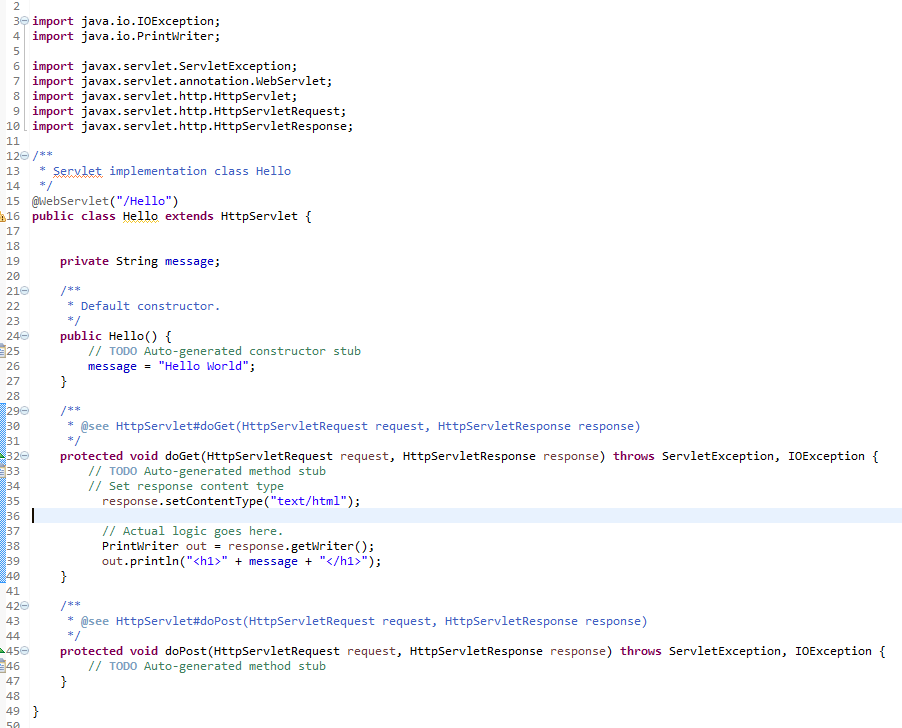 2
3 import java.io.IOException;
4 import java.io.PrintWriter;
5
6 import javax.servlet.ServletException;
7 import javax.servlet.annotation.WebServlet;
8 import javax.servlet.http.HttpServlet;
9 import javax.servlet.http.HttpServletRequest;
10 import javax.servlet.http.HttpServletResponse;
11
12 /**
13  * Servlet implementation class Hello
14  */
15 @WebServlet("/Hello")
16 public class Hello extends HttpServlet {
17
18
19     private String message;
20
21     /**
22      * Default constructor.
23      */
24     public Hello() {
25         // TODO Auto-generated constructor stub
26         message = "Hello World";
27     }
28
29     /**
30      * @see HttpServlet#doGet(HttpServletRequest request, HttpServletResponse response)
31      */
32     protected void doGet(HttpServletRequest request, HttpServletResponse response) throws ServletException, IOException {
33         // TODO Auto-generated method stub
34         // Set response content type
35           response.setContentType("text/html");
36
37           // Actual logic goes here.
38           PrintWriter out = response.getWriter();
39           out.println("<h1>" + message + "</h1>");
40     }
41
42     /**
43      * @see HttpServlet#doPost(HttpServletRequest request, HttpServletResponse response)
44      */
45     protected void doPost(HttpServletRequest request, HttpServletResponse response) throws ServletException, IOException {
46         // TODO Auto-generated method stub
47     }
48
49 }
50